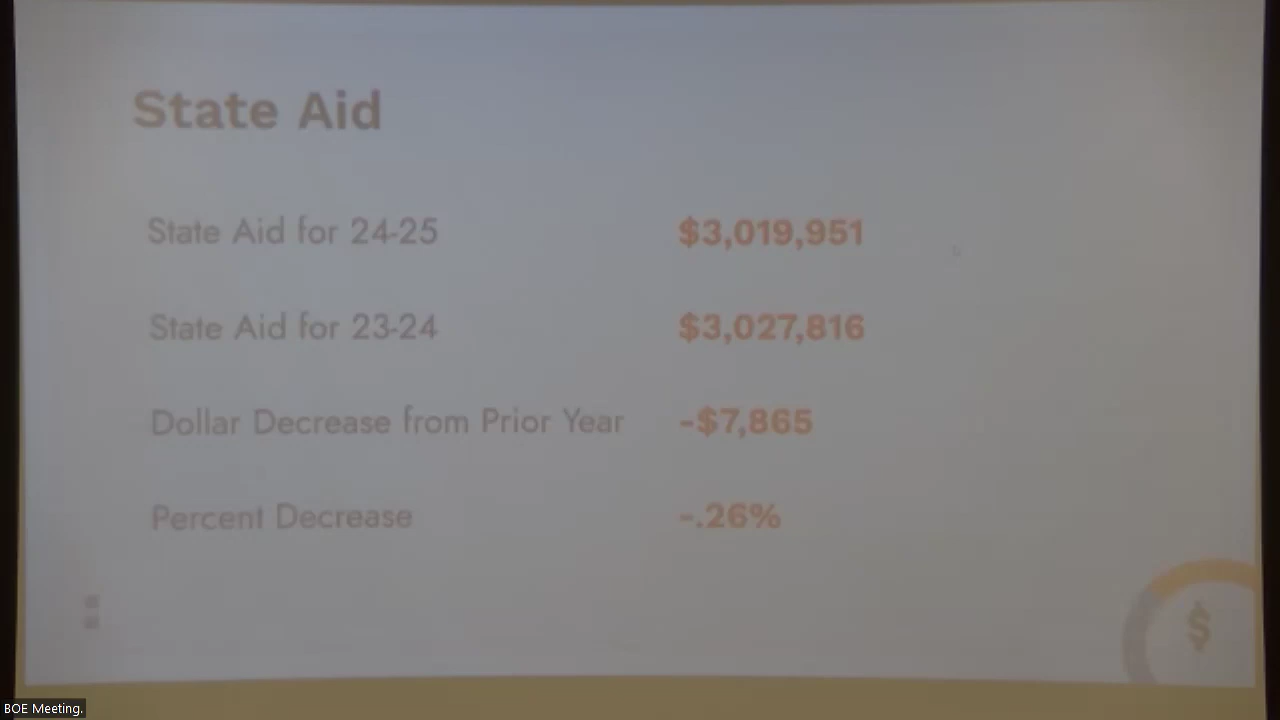 State Aid
State Aid for 24-25 $3,019,951
State Aid for 23-24 $3,027,816
Dollar Decrease from Prior Year -$7,865
Percent Decrease -.26%
$
BOE Meeting.